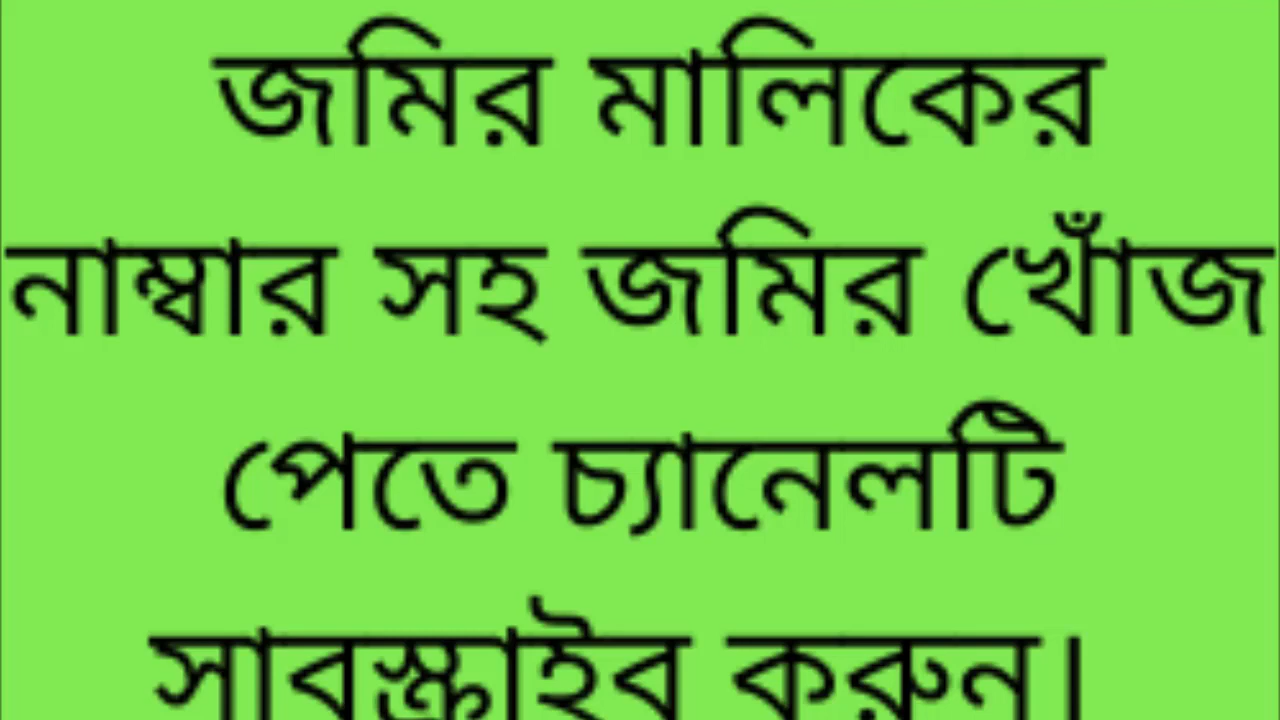 জমির মালিকের
নাম্বার সহ জমির খোঁজ
পেতে চ্যানেলটি
সাবস্ক্রাইব করুন।